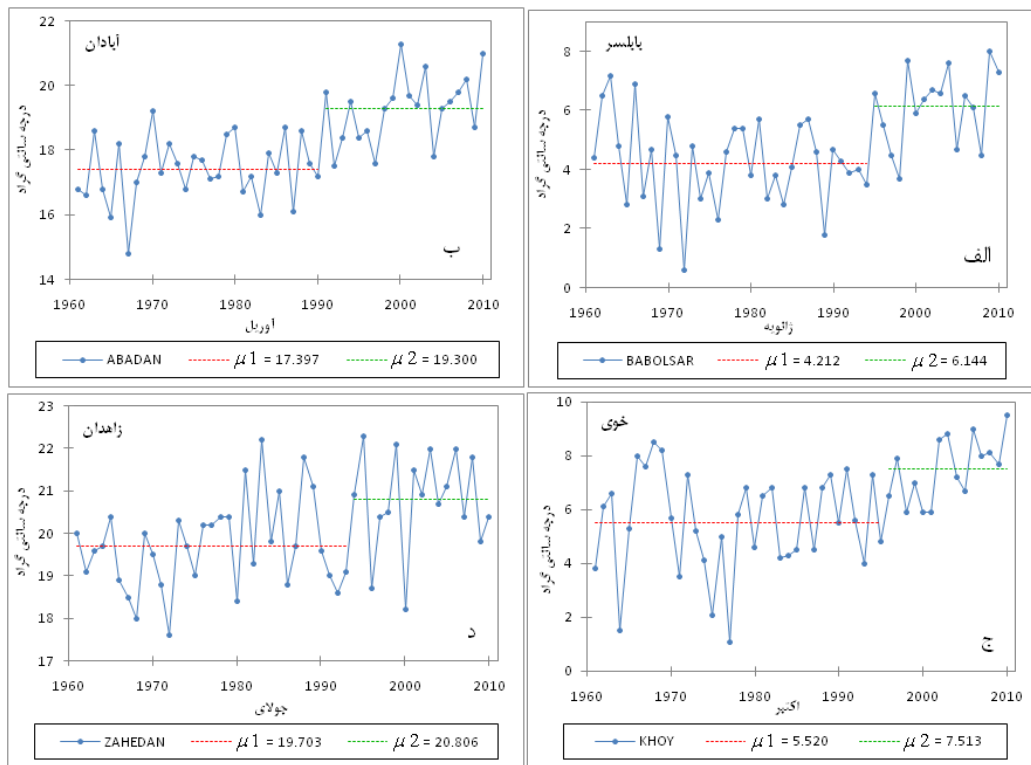 بابلسر
درجه سانتی گراد
8
6
4
2
0
الف
1960 1970 1980 1990 2000 2010
ژانویه
BABOLSAR μ1 = 4.212 μ2 = 6.144
آبادان
درجه سانتی گراد
22
20
18
16
14
ب
1960 1970 1980 1990 2000 2010
آوریل
ABADAN μ1 = 17.397 μ2 = 19.300
خوی
درجه سانتی گراد
10
8
6
4
2
0
ج
1960 1970 1980 1990 2000 2010
اکتبر
KHOY μ1 = 5.520 μ2 = 7.513
زاهدان
درجه سانتی گراد
23
22
21
20
19
18
17
د
1960 1970 1980 1990 2000 2010
جولای
ZAHEDAN μ1 = 19.703 μ2 = 20.806